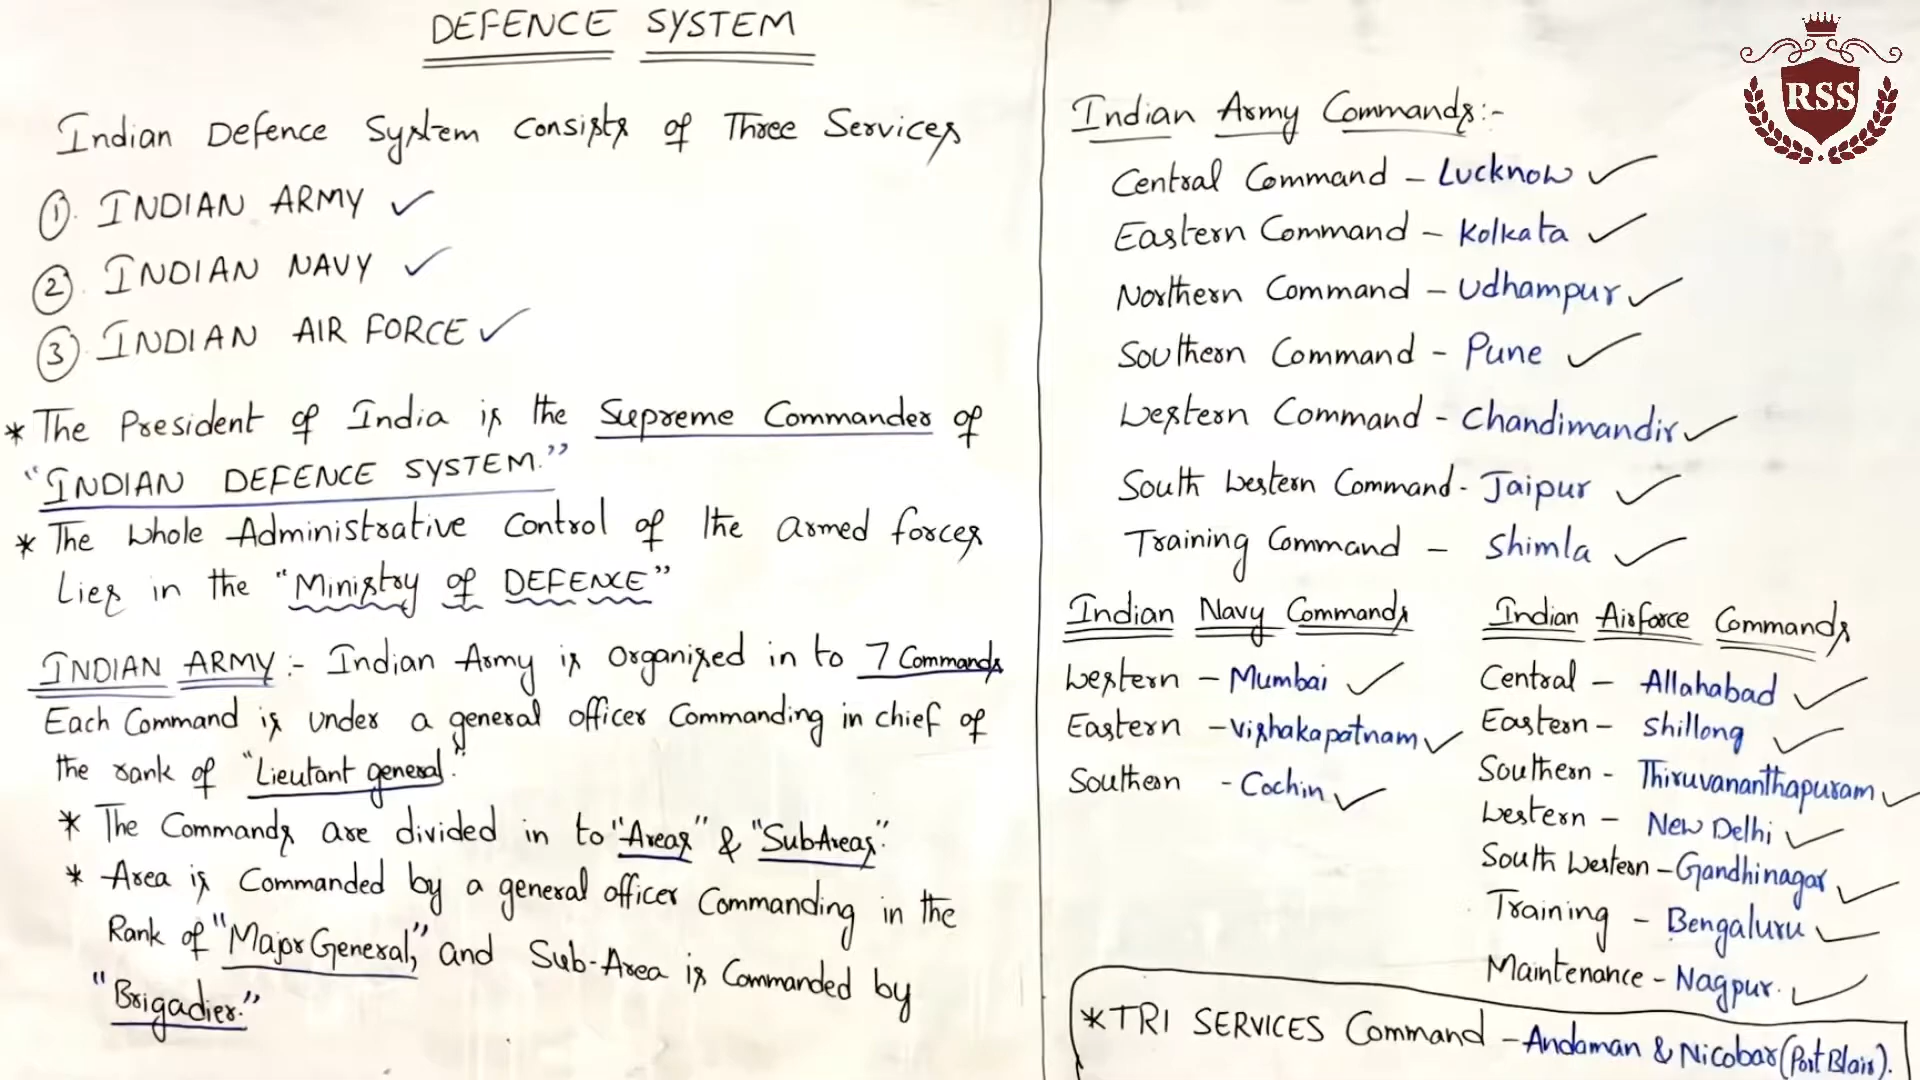 DEFENCE SYSTEM
Indian Defence System Consists of Three Services
① INDIAN ARMY ✓
② INDIAN NAVY ✓
③ INDIAN AIR FORCE ✓
* The President of India is the Supreme Commander of
"INDIAN DEFENCE SYSTEM."
* The whole Administrative Control of the armed forces
Lies in the "Ministry of DEFENCE"
INDIAN ARMY :- Indian Army is organised in to 7 Commands
Each Command is under a general officer Commanding in chief of
the rank of "Lieutant general."
* The Commands are divided in to "Areas" & "SubAreas".
* Area is Commanded by a general officer Commanding in the
Rank of "Major General," and Sub-Area is Commanded by
"Brigadier."
RSS
Indian Army Commands:-
Central Command - Lucknow ✓
Eastern Command - Kolkata ✓
Northern Command - Udhampur ✓
Southern Command - Pune ✓
Western Command - Chandimandir ✓
South Western Command - Jaipur ✓
Training Command - Shimla ✓
Indian Navy Commands
Western - Mumbai ✓
Eastern - Vishakapatnam ✓
Southern - Cochin ✓
Indian Airforce Commands
Central - Allahabad ✓
Eastern - Shillong ✓
Southern - Thiruvananthapuram ✓
Western - New Delhi ✓
South Western - Gandhinagar ✓
Training - Bengaluru ✓
Maintenance - Nagpur. ✓
* TRI SERVICES Command - Andaman & Nicobar (Port Blair).